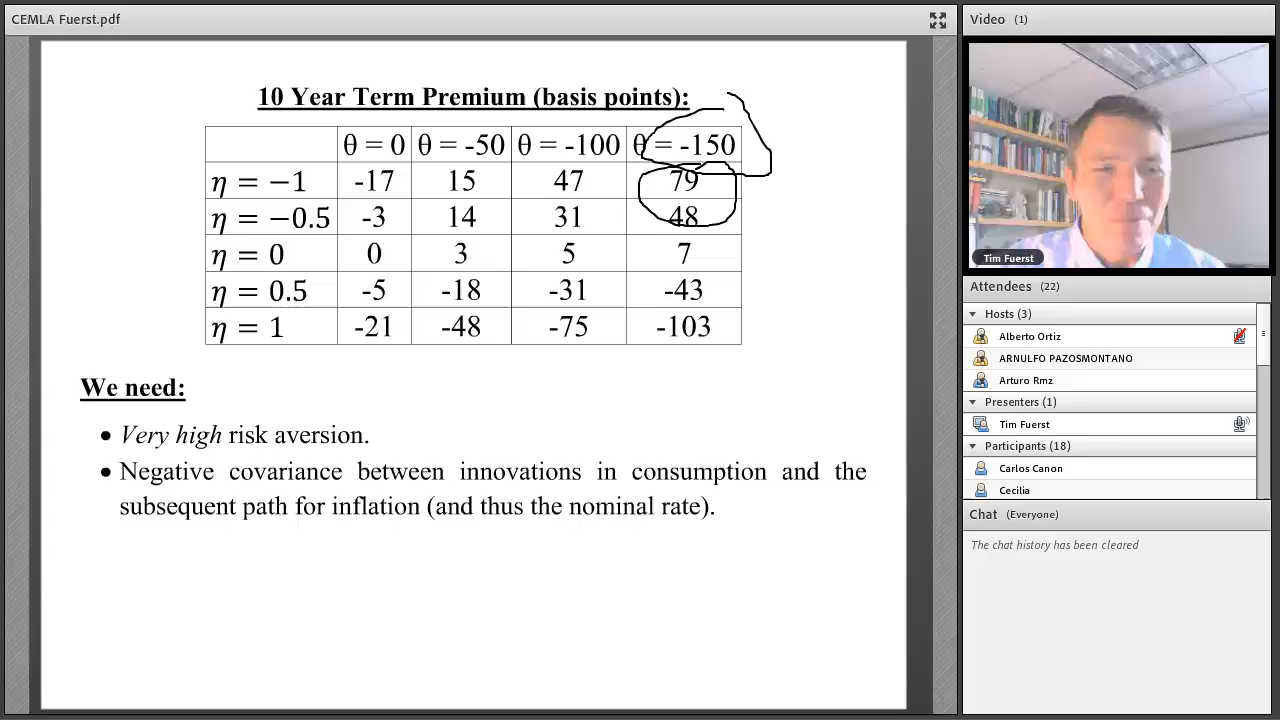 CEMLA Fuerst.pdf
10 Year Term Premium (basis points):
θ = 0 θ = -50 θ = -100 θ = -150
η = −1 -17 15 47 79
η = −0.5 -3 14 31 48
η = 0 0 3 5 7
η = 0.5 -5 -18 -31 -43
η = 1 -21 -48 -75 -103
We need:
• Very high risk aversion.
• Negative covariance between innovations in consumption and the
subsequent path for inflation (and thus the nominal rate).
Video (1)
Tim Fuerst
Attendees (22)
Hosts (3)
Alberto Ortiz
ARNULFO PAZOSMONTANO
Arturo Rmz
Presenters (1)
Tim Fuerst
Participants (18)
Carlos Canon
Cecilia
Chat (Everyone)
The chat history has been cleared